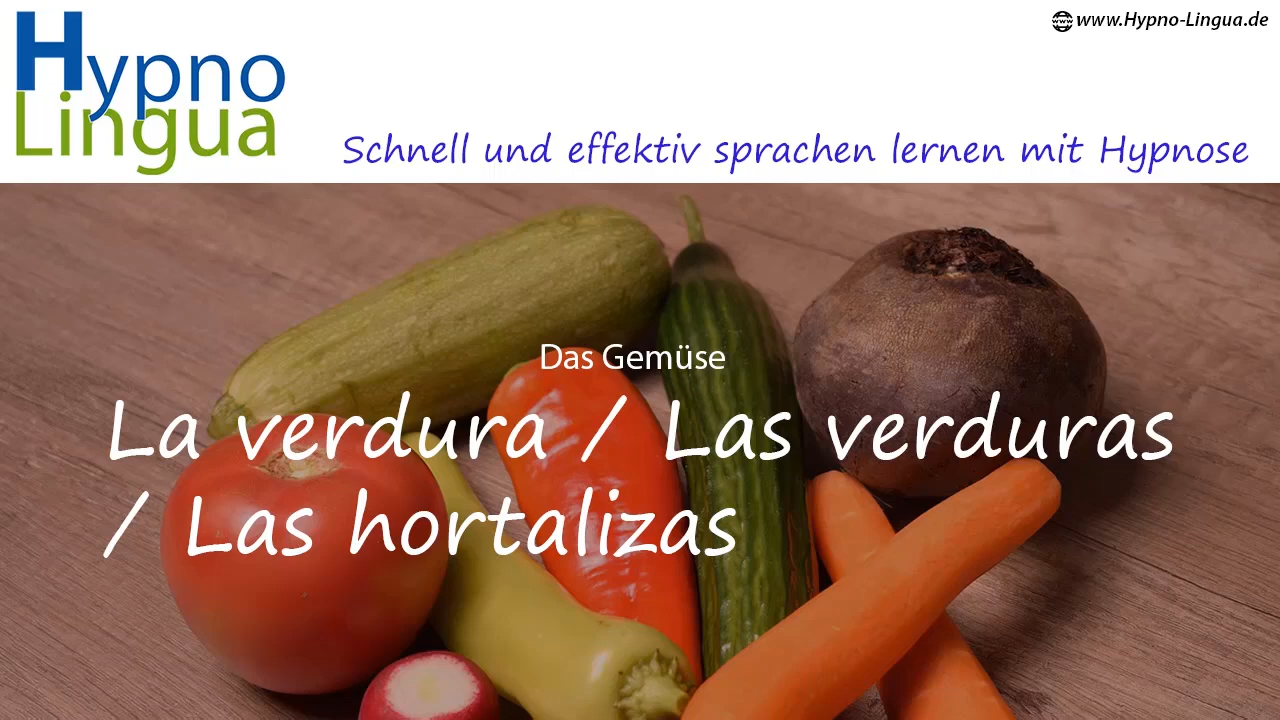 Hypno
Lingua
www.Hypno-Lingua.de
Schnell und effektiv sprachen lernen mit Hypnose
Das Gemüse
La verdura / Las verduras
/ Las hortalizas